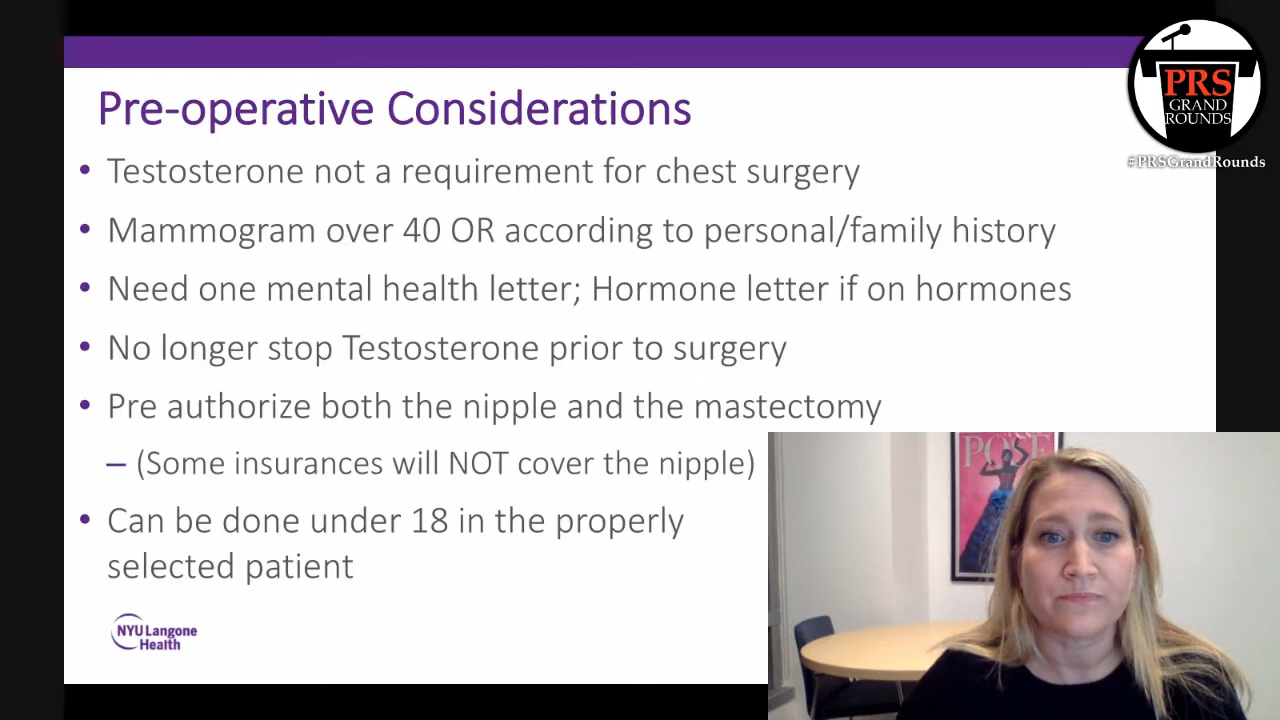 Pre-operative Considerations
• Testosterone not a requirement for chest surgery
• Mammogram over 40 OR according to personal/family history
• Need one mental health letter; Hormone letter if on hormones
• No longer stop Testosterone prior to surgery
• Pre authorize both the nipple and the mastectomy
– (Some insurances will NOT cover the nipple)
• Can be done under 18 in the properly
selected patient
NYU Langone
Health
PRS
GRAND
ROUNDS
#PRSGrandRounds
POSE